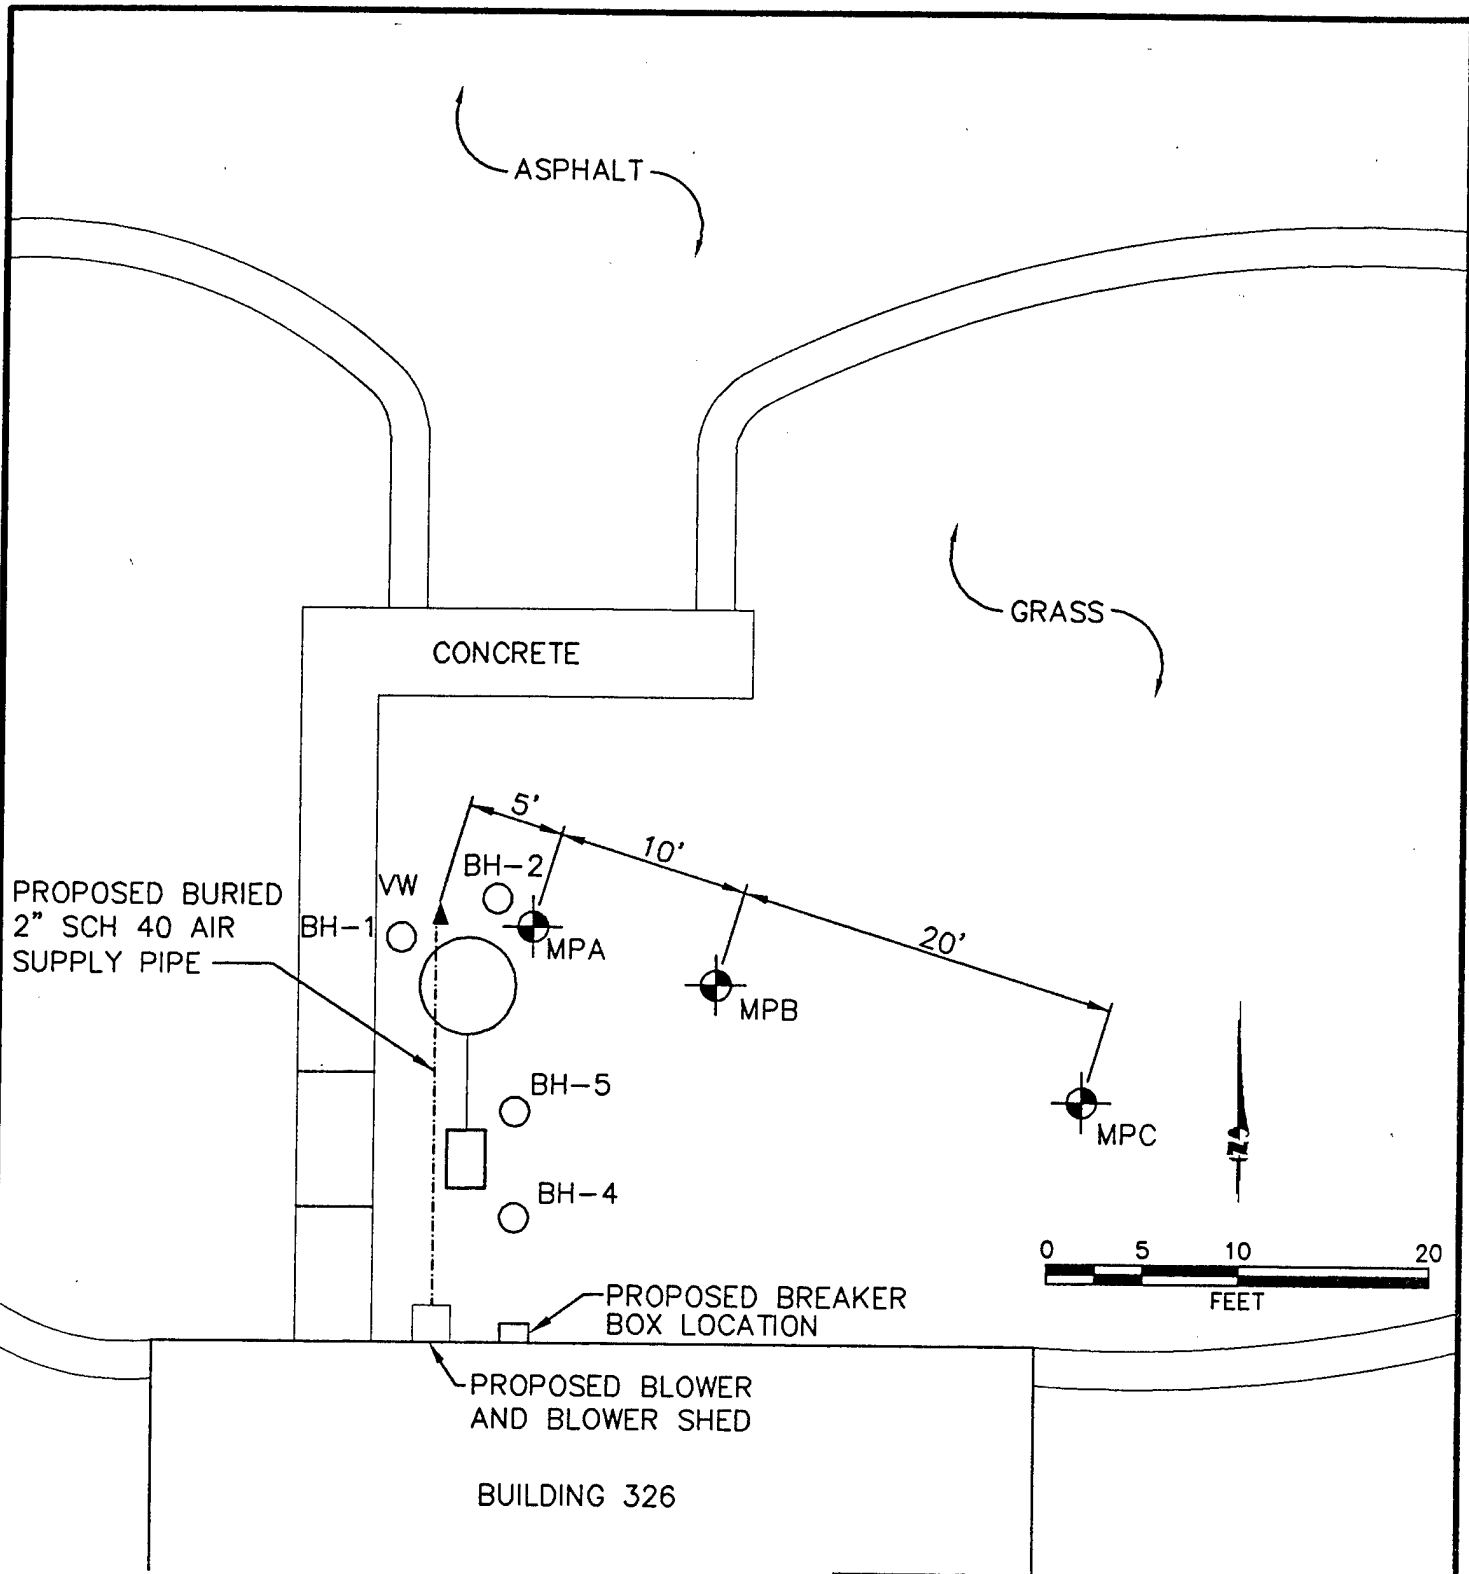 ASPHALT
GRASS
CONCRETE
5'
10'
20'
BH-2
VW
BH-1
MPA
PROPOSED BURIED
2" SCH 40 AIR
SUPPLY PIPE
MPB
BH-5
MPC
BH-4
N
0 5 10 20
FEET
PROPOSED BREAKER
BOX LOCATION
PROPOSED BLOWER
AND BLOWER SHED
BUILDING 326